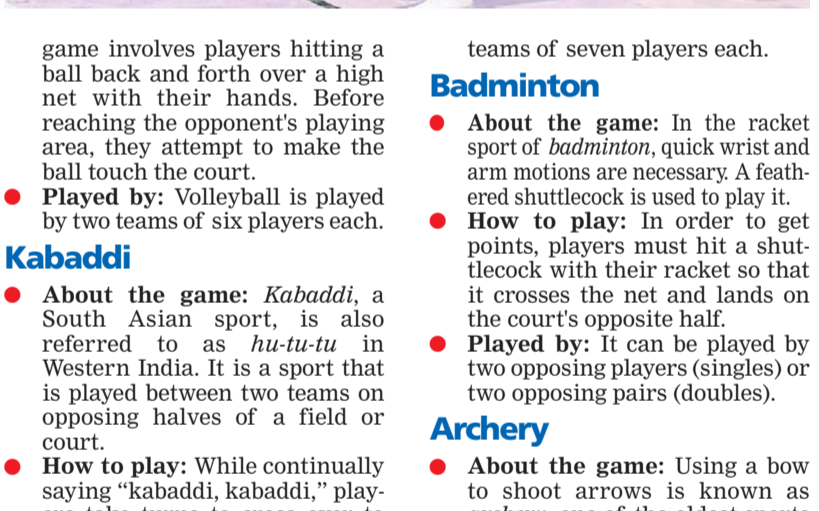 game involves players hitting a
ball back and forth over a high
net with their hands. Before
reaching the opponent's playing
area, they attempt to make the
ball touch the court.
● Played by: Volleyball is played
by two teams of six players each.
Kabaddi
● About the game: Kabaddi, a
South Asian sport, is also
referred to as hu-tu-tu in
Western India. It is a sport that
is played between two teams on
opposing halves of a field or
court.
● How to play: While continually
saying “kabaddi, kabaddi,” play-
teams of seven players each.
Badminton
● About the game: In the racket
sport of badminton, quick wrist and
arm motions are necessary. A feath-
ered shuttlecock is used to play it.
● How to play: In order to get
points, players must hit a shut-
tlecock with their racket so that
it crosses the net and lands on
the court's opposite half.
● Played by: It can be played by
two opposing players (singles) or
two opposing pairs (doubles).
Archery
● About the game: Using a bow
to shoot arrows is known as